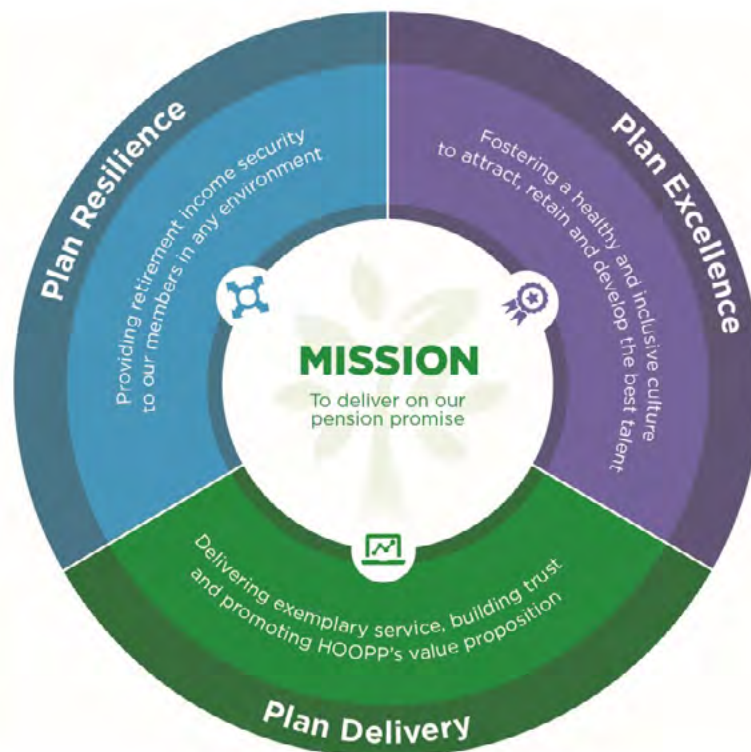 Plan Resilience
Providing retirement income security
to our members in any environment
Plan Excellence
Fostering a healthy and inclusive culture
to attract, retain and develop the best talent
MISSION
To deliver on our
pension promise
Delivering exemplary service, building trust
and promoting HOOPP's value proposition
Plan Delivery